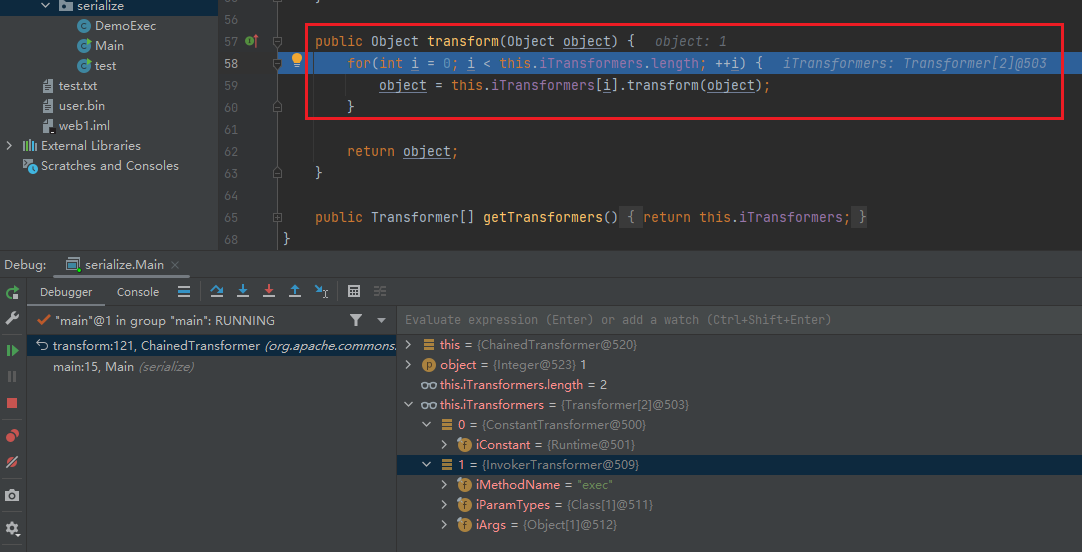 serialize
DemoExec
Main
test
test.txt
user.bin
web1.iml
External Libraries
Scratches and Consoles
56
57 public Object transform(Object object) { object: 1
58 for(int i = 0; i < this.iTransformers.length; ++i) { iTransformers: Transformer[2]@503
59 object = this.iTransformers[i].transform(object);
60 }
61
62 return object;
63 }
64
65 public Transformer[] getTransformers() { return this.iTransformers; }
68 }
Debug: serialize.Main
Debugger Console
"main"@1 in group "main": RUNNING
transform:121, ChainedTransformer (org.apache.commons.
main:15, Main (serialize)
Evaluate expression (Enter) or add a watch (Ctrl+Shift+Enter)
this = {ChainedTransformer@520}
p object = {Integer@523} 1
this.iTransformers.length = 2
this.iTransformers = {Transformer[2]@503}
0 = {ConstantTransformer@500}
f iConstant = {Runtime@501}
1 = {InvokerTransformer@509}
f iMethodName = "exec"
f iParamTypes = {Class[1]@511}
f iArgs = {Object[1]@512}